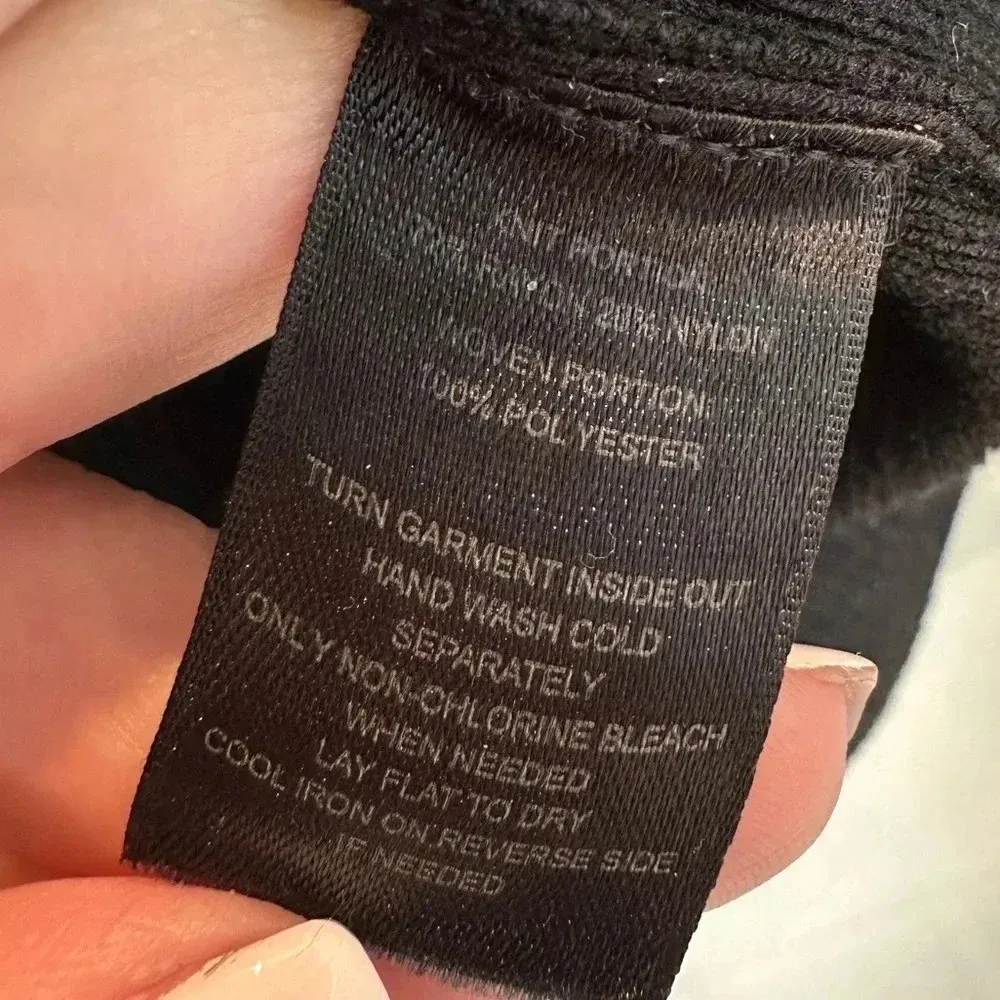 KNIT PORTION
20% NYLON
WOVEN PORTION
100% POLYESTER
TURN GARMENT INSIDE OUT
HAND WASH COLD
SEPARATELY
ONLY NON-CHLORINE BLEACH
WHEN NEEDED
LAY FLAT TO DRY
COOL IRON ON REVERSE SIDE
IF NEEDED